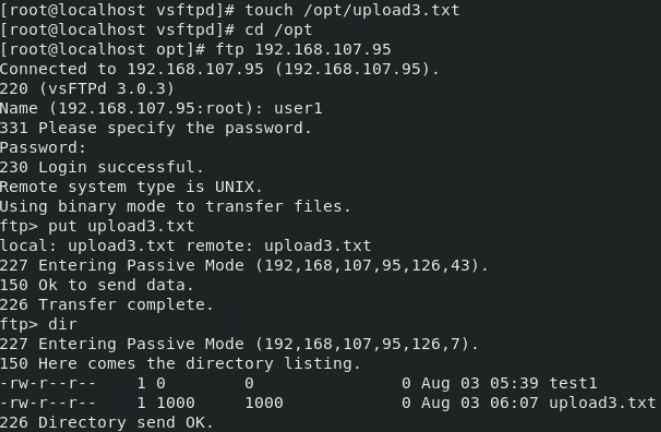 [root@localhost vsftpd]# touch /opt/upload3.txt
[root@localhost vsftpd]# cd /opt
[root@localhost opt]# ftp 192.168.107.95
Connected to 192.168.107.95 (192.168.107.95).
220 (vsFTPd 3.0.3)
Name (192.168.107.95:root): user1
331 Please specify the password.
Password:
230 Login successful.
Remote system type is UNIX.
Using binary mode to transfer files.
ftp> put upload3.txt
local: upload3.txt remote: upload3.txt
227 Entering Passive Mode (192,168,107,95,126,43).
150 Ok to send data.
226 Transfer complete.
ftp> dir
227 Entering Passive Mode (192,168,107,95,126,7).
150 Here comes the directory listing.
-rw-r--r--    1 0        0               0 Aug 03 05:39 test1
-rw-r--r--    1 1000     1000            0 Aug 03 06:07 upload3.txt
226 Directory send OK.